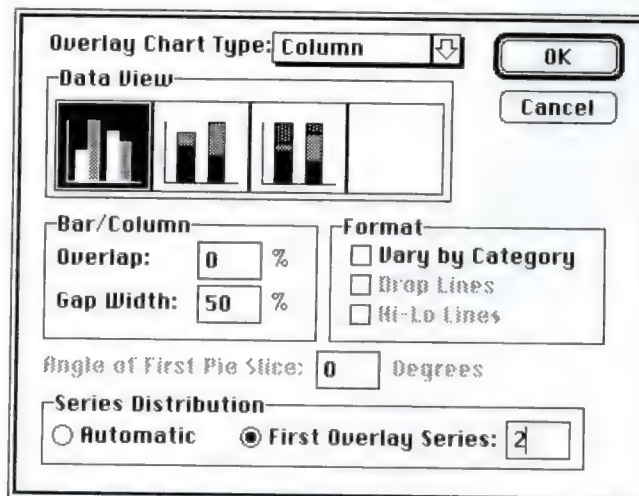 Overlay Chart Type: Column
OK
Data View
Cancel
Bar/Column
Overlap: 0 %
Gap Width: 50 %
Format
Vary by Category
Drop Lines
Hi-Lo Lines
Angle of First Pie Slice: 0 Degrees
Series Distribution
Automatic First Overlay Series: 2